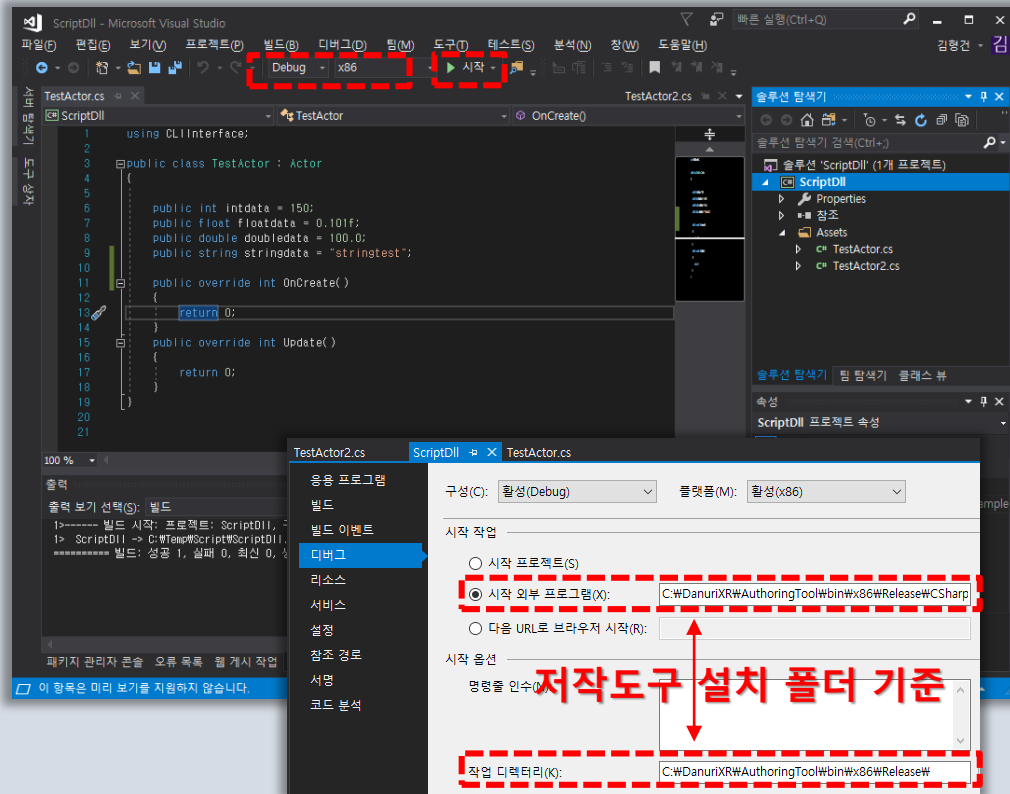 ScriptDll - Microsoft Visual Studio
빠른 실행(Ctrl+Q)
파일(F) 편집(E) 보기(V) 프로젝트(P) 빌드(B) 디버그(D) 팀(M) 도구(T) 테스트(S) 분석(N) 창(W) 도움말(H)
김형건 김
Debug x86 시작
서버 탐색기
도구 상자
TestActor.cs
TestActor2.cs
ScriptDll TestActor OnCreate()
1 using CLIInterface;
2
3 public class TestActor : Actor
4 {
5
6 public int intdata = 150;
7 public float floatdata = 0.101f;
8 public double doubledata = 100.0;
9 public string stringdata = "stringtest";
10
11 public override int OnCreate()
12 {
13 return 0;
14 }
15 public override int Update()
16 {
17 return 0;
18 }
19 }
20
21
100 %
솔루션 탐색기
솔루션 탐색기 검색(Ctrl+;)
솔루션 'ScriptDll' (1개 프로젝트)
ScriptDll
Properties
참조
Assets
C# TestActor.cs
C# TestActor2.cs
솔루션 탐색기 팀 탐색기 클래스 뷰
속성
ScriptDll 프로젝트 속성
출력
출력 보기 선택(S): 빌드
1>------ 빌드 시작: 프로젝트: ScriptDll,
1> ScriptDll -> C:₩Temp₩Script₩ScriptDll.
========== 빌드: 성공 1, 실패 0, 최신 0,
패키지 관리자 콘솔 오류 목록 웹 게시 작업
이 항목은 미리 보기를 지원하지 않습니다.
TestActor2.cs ScriptDll TestActor.cs
응용 프로그램
빌드
빌드 이벤트
디버그
리소스
서비스
설정
참조 경로
서명
코드 분석
구성(C): 활성(Debug) 플랫폼(M): 활성(x86)
시작 작업
시작 프로젝트(S)
시작 외부 프로그램(X): C:₩DanuriXR₩AuthoringTool₩bin₩x86₩Release₩CSharp
다음 URL로 브라우저 시작(R):
시작 옵션
명령줄 인수(N):
저작도구 설치 폴더 기준
작업 디렉터리(K): C:₩DanuriXR₩AuthoringTool₩bin₩x86₩Release₩